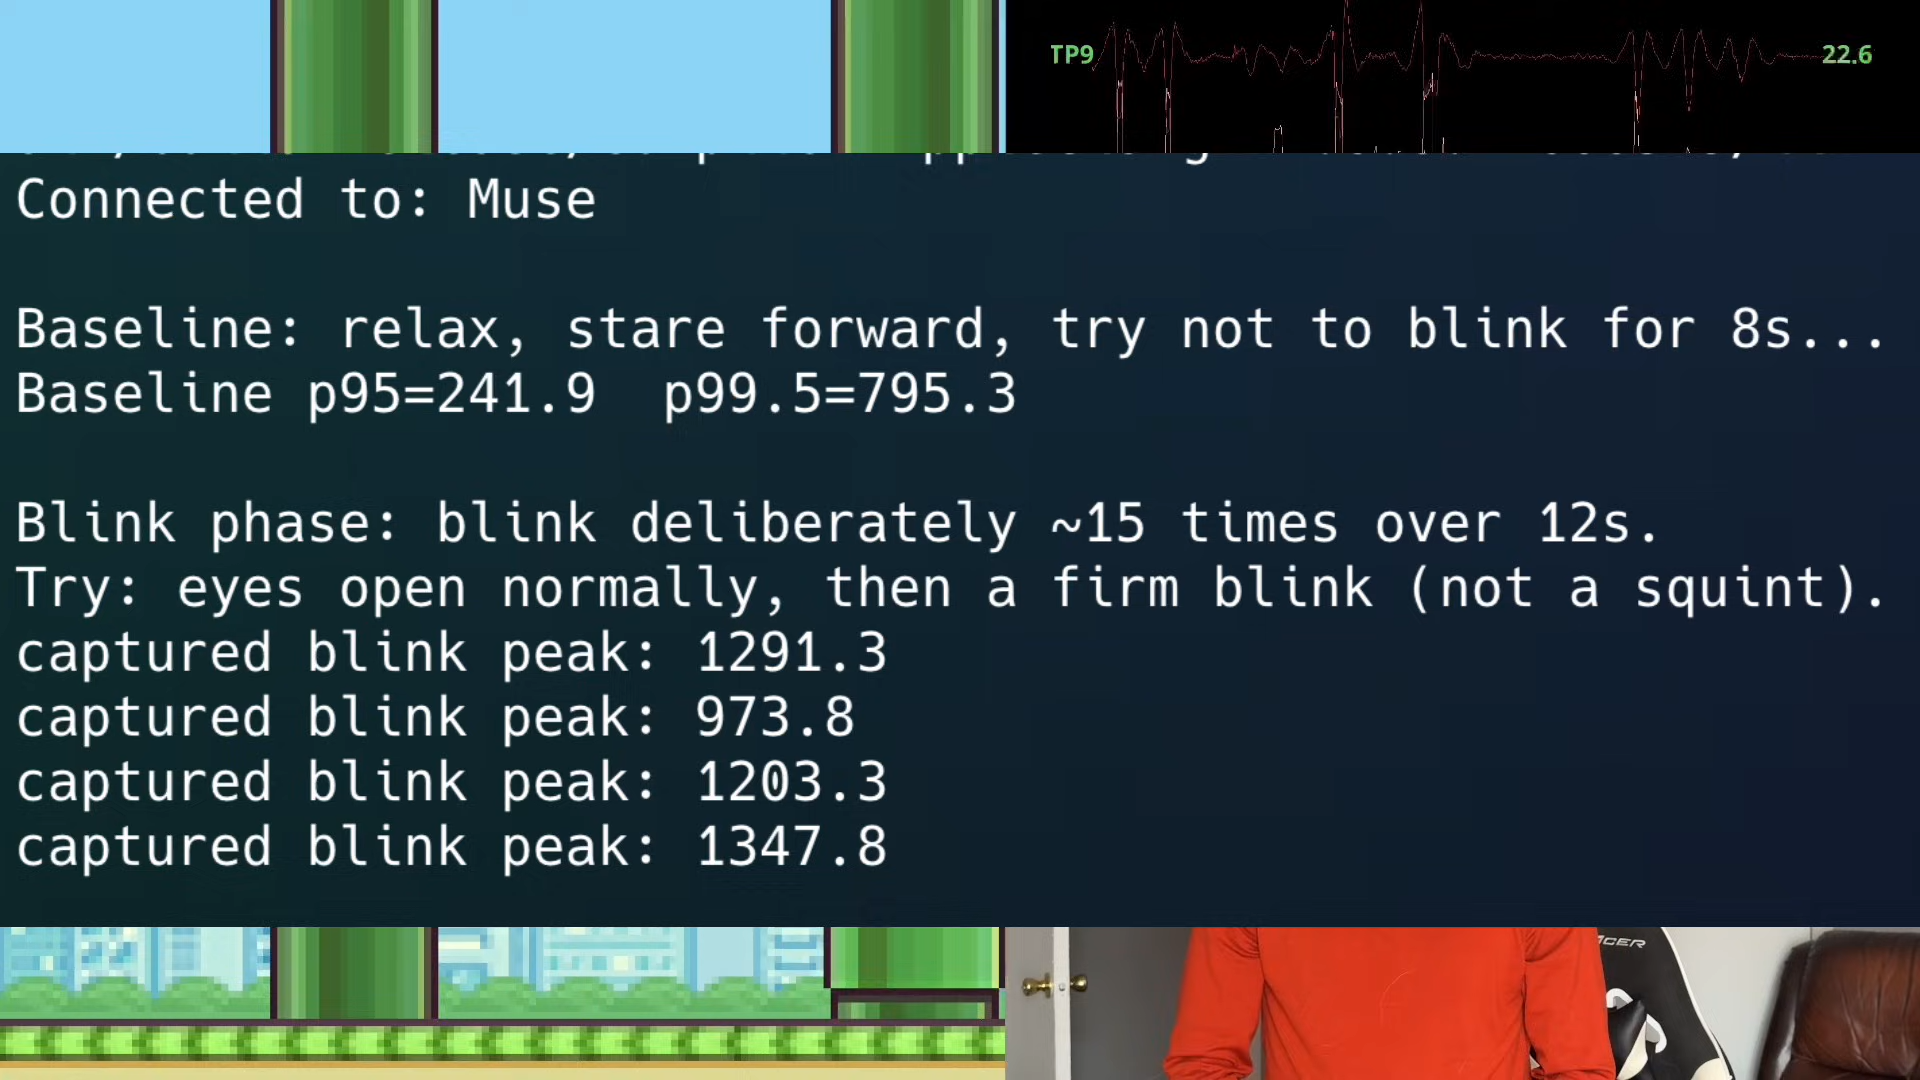 TP9 22.6
Connected to: Muse
Baseline: relax, stare forward, try not to blink for 8s...
Baseline p95=241.9 p99.5=795.3
Blink phase: blink deliberately ~15 times over 12s.
Try: eyes open normally, then a firm blink (not a squint).
captured blink peak: 1291.3
captured blink peak: 973.8
captured blink peak: 1203.3
captured blink peak: 1347.8